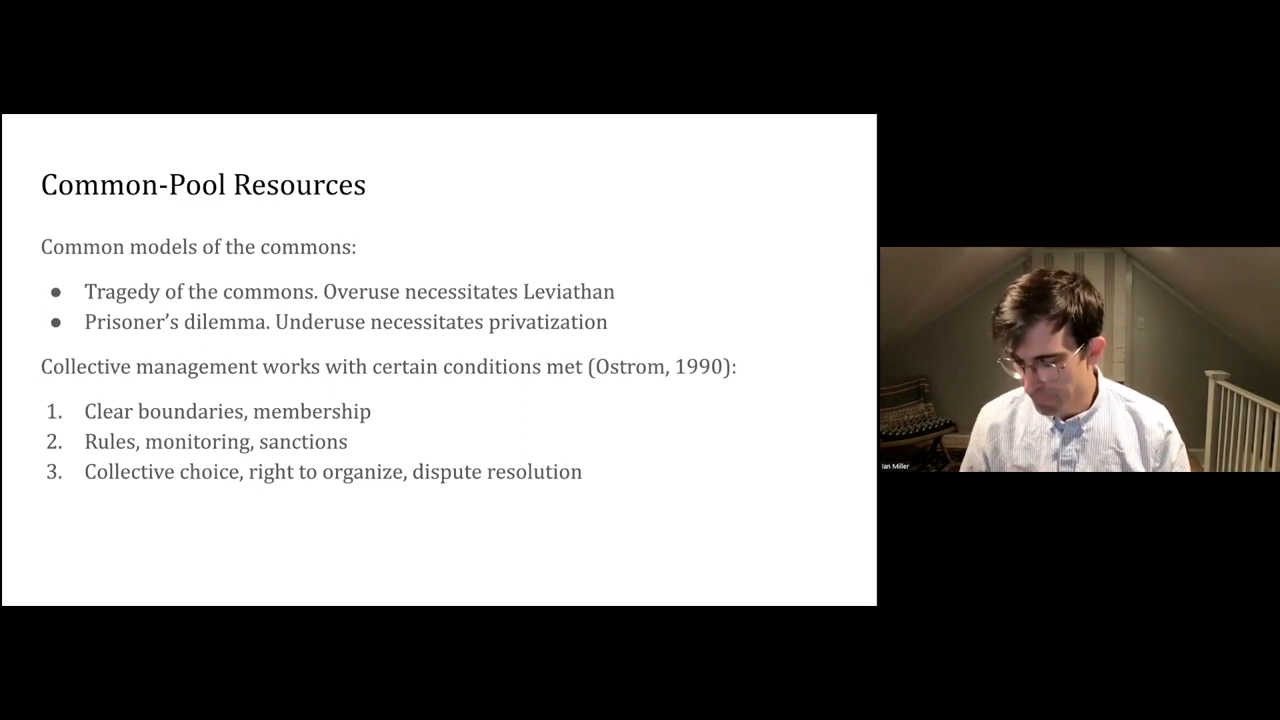 Common-Pool Resources
Common models of the commons:
● Tragedy of the commons. Overuse necessitates Leviathan
● Prisoner’s dilemma. Underuse necessitates privatization
Collective management works with certain conditions met (Ostrom, 1990):
1. Clear boundaries, membership
2. Rules, monitoring, sanctions
3. Collective choice, right to organize, dispute resolution
Ian Miller